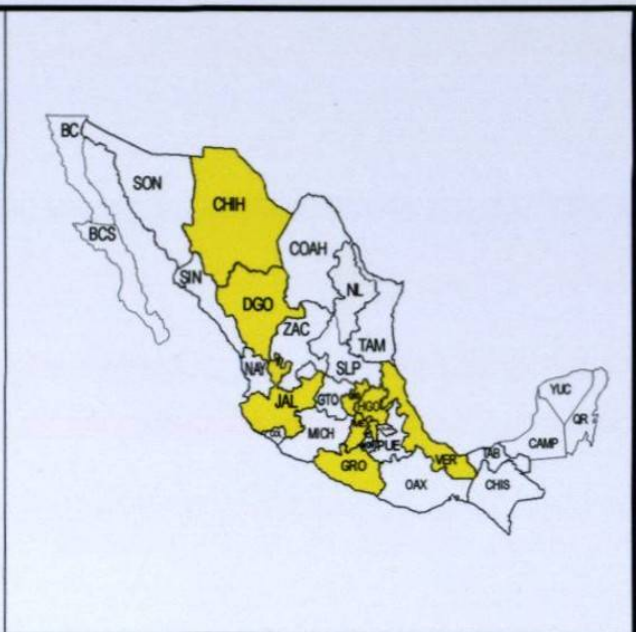 BC
SON
CHIH
BCS
COAH
SIN
NL
DGO
ZAC
TAM
NAY
SLP
YUC
JAL
GTO
HGO
QR
MICH
PUE
CAMP
VER
TAB
GRO
OAX
CHIS